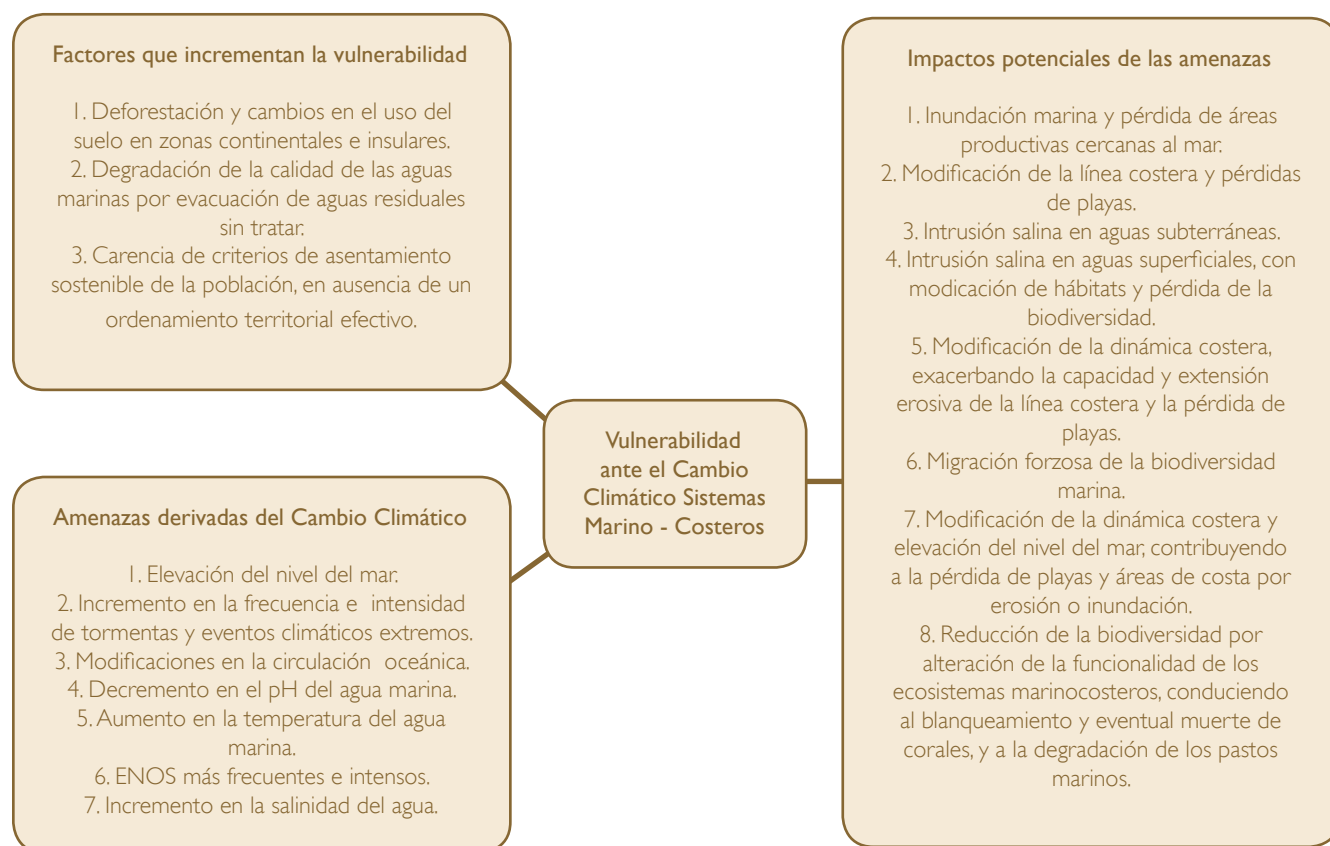 Factores que incrementan la vulnerabilidad
1. Deforestación y cambios en el uso del
suelo en zonas continentales e insulares.
2. Degradación de la calidad de las aguas
marinas por evacuación de aguas residuales
sin tratar.
3. Carencia de criterios de asentamiento
sostenible de la población, en ausencia de un
ordenamiento territorial efectivo.
Amenazas derivadas del Cambio Climático
1. Elevación del nivel del mar.
2. Incremento en la frecuencia e intensidad
de tormentas y eventos climáticos extremos.
3. Modificaciones en la circulación oceánica.
4. Decremento en el pH del agua marina.
5. Aumento en la temperatura del agua
marina.
6. ENOS más frecuentes e intensos.
7. Incremento en la salinidad del agua.
Vulnerabilidad
ante el Cambio
Climático Sistemas
Marino - Costeros
Impactos potenciales de las amenazas
1. Inundación marina y pérdida de áreas
productivas cercanas al mar.
2. Modificación de la línea costera y pérdidas
de playas.
3. Intrusión salina en aguas subterráneas.
4. Intrusión salina en aguas superficiales, con
modicación de hábitats y pérdida de la
biodiversidad.
5. Modificación de la dinámica costera,
exacerbando la capacidad y extensión
erosiva de la línea costera y la pérdida de
playas.
6. Migración forzosa de la biodiversidad
marina.
7. Modificación de la dinámica costera y
elevación del nivel del mar, contribuyendo
a la pérdida de playas y áreas de costa por
erosión o inundación.
8. Reducción de la biodiversidad por
alteración de la funcionalidad de los
ecosistemas marinocosteros, conduciendo
al blanqueamiento y eventual muerte de
corales, y a la degradación de los pastos
marinos.